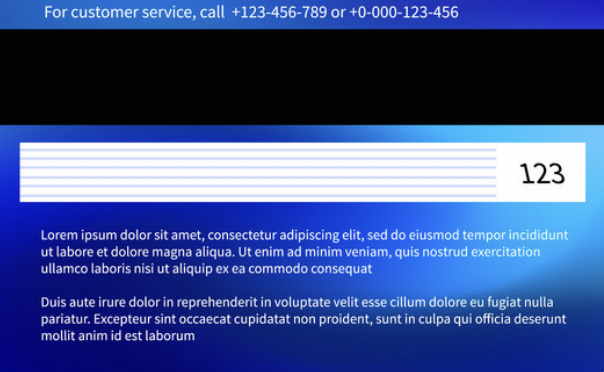 For customer service, call +123-456-789 or +0-000-123-456
123
Lorem ipsum dolor sit amet, consectetur adipiscing elit, sed do eiusmod tempor incididunt
ut labore et dolore magna aliqua. Ut enim ad minim veniam, quis nostrud exercitation
ullamco laboris nisi ut aliquip ex ea commodo consequat
Duis aute irure dolor in reprehenderit in voluptate velit esse cillum dolore eu fugiat nulla
pariatur. Excepteur sint occaecat cupidatat non proident, sunt in culpa qui officia deserunt
mollit anim id est laborum